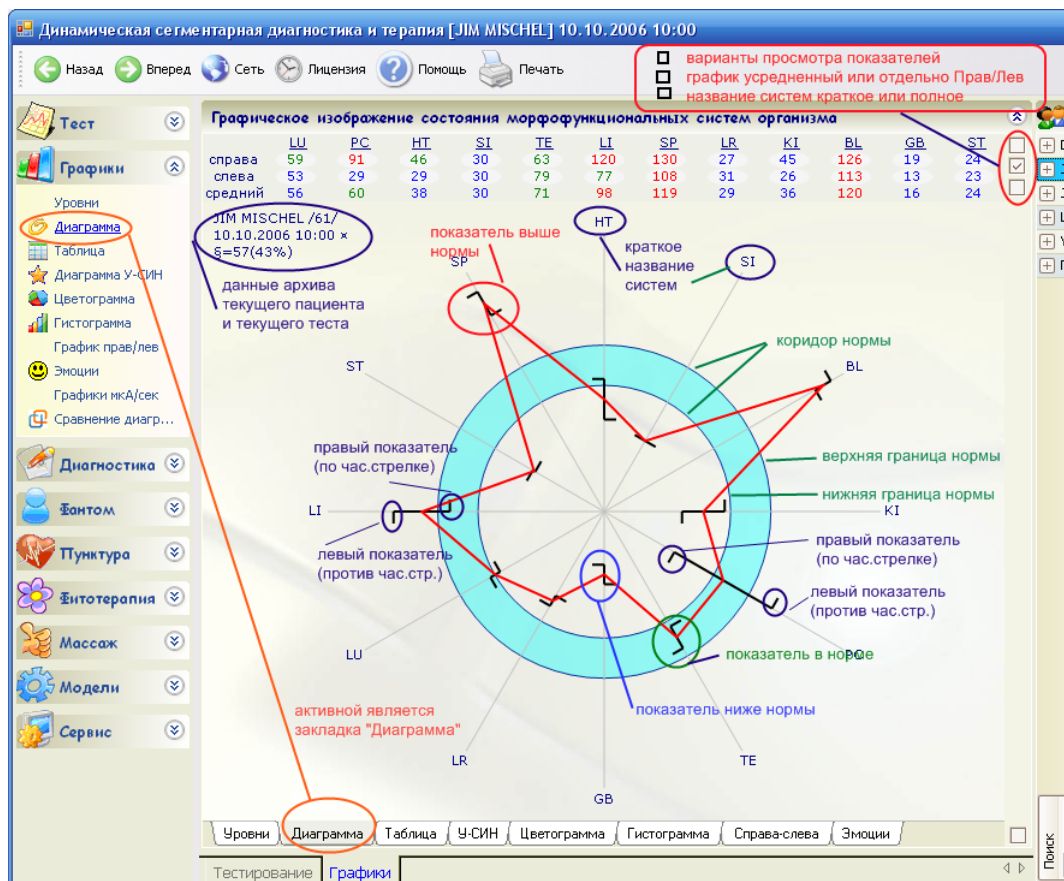 Динамическая сегментарная диагностика и терапия [JIM MISCHEL] 10.10.2006 10:00
Назад Вперед Сеть Лицензия Помощь Печать
варианты просмотра показателей
график усредненный или отдельно Прав/Лев
название систем краткое или полное
Тест
Графики
Уровни
Диаграмма
Таблица
Диаграмма У-СИН
Цветограмма
Гистограмма
График прав/лев
Эмоции
Графики мкА/сек
Сравнение диагр...
Диагностика
Фантом
Пунктура
Фитотерапия
Массаж
Модели
Сервис
Графическое изображение состояния морфофункциональных систем организма
LU PC HT SI TE LI SP LR KI BL GB ST
справа 59 91 46 30 63 120 130 27 45 126 19 24
слева 53 29 29 30 79 77 108 31 26 113 13 23
средний 56 60 38 30 71 98 119 29 36 120 16 24
JIM MISCHEL /61/
10.10.2006 10:00 ×
§=57(43%)
данные архива
текущего пациента
и текущего теста
показатель выше
нормы
SP
HT
краткое
название
систем
SI
коридор нормы
ST
BL
правый показатель
(по час.стрелке)
верхняя граница нормы
нижняя граница нормы
LI
KI
левый показатель
(против час.стр.)
правый показатель
(по час.стрелке)
левый показатель
(против час.стр.)
LU
PC
показатель в норме
показатель ниже нормы
активной является
закладка "Диаграмма"
LR
TE
GB
Уровни Диаграмма Таблица У-СИН Цветограмма Гистограмма Справа-слева Эмоции
Тестирование Графики
Поиск